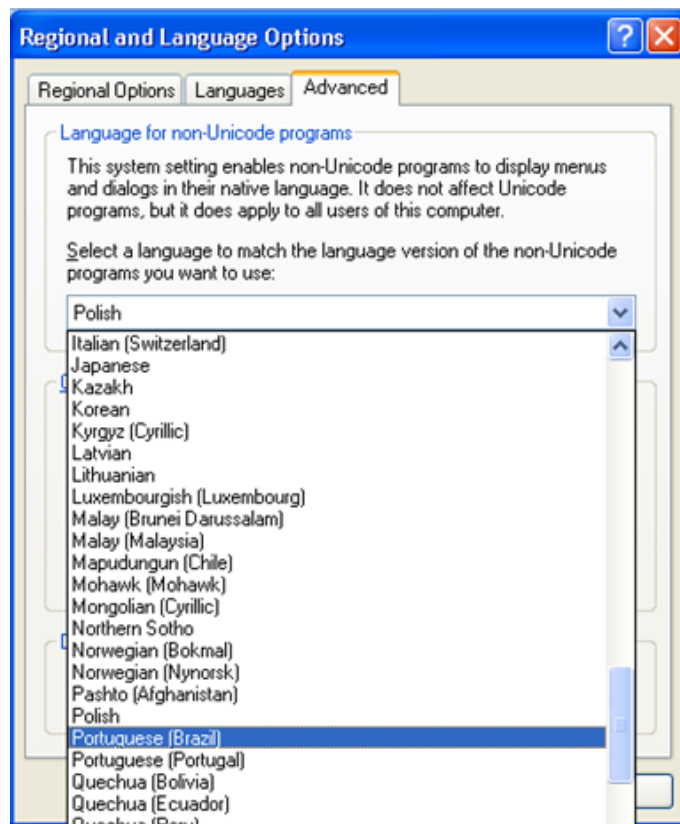 Regional and Language Options
Regional Options Languages Advanced
Language for non-Unicode programs
This system setting enables non-Unicode programs to display menus
and dialogs in their native language. It does not affect Unicode
programs, but it does apply to all users of this computer.
Select a language to match the language version of the non-Unicode
programs you want to use:
Polish
Italian (Switzerland)
Japanese
Kazakh
Korean
Kyrgyz (Cyrillic)
Latvian
Lithuanian
Luxembourgish (Luxembourg)
Malay (Brunei Darussalam)
Malay (Malaysia)
Mapudungun (Chile)
Mohawk (Mohawk)
Mongolian (Cyrillic)
Northern Sotho
Norwegian (Bokmal)
Norwegian (Nynorsk)
Pashto (Afghanistan)
Polish
Portuguese (Brazil)
Portuguese (Portugal)
Quechua (Bolivia)
Quechua (Ecuador)